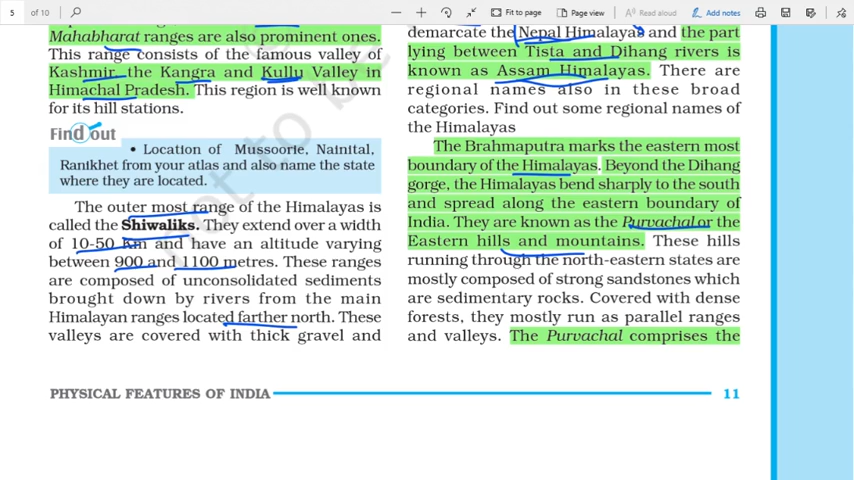 5 of 10 Fit to page Page view Read aloud Add notes
Mahabharat ranges are also prominent ones.
This range consists of the famous valley of
Kashmir, the Kangra and Kullu Valley in
Himachal Pradesh. This region is well known
for its hill stations.
Find out
• Location of Mussoorie, Nainital,
Ranikhet from your atlas and also name the state
where they are located.
The outer most range of the Himalayas is
called the Shiwaliks. They extend over a width
of 10-50 Km and have an altitude varying
between 900 and 1100 metres. These ranges
are composed of unconsolidated sediments
brought down by rivers from the main
Himalayan ranges located farther north. These
valleys are covered with thick gravel and
demarcate the Nepal Himalayas and the part
lying between Tista and Dihang rivers is
known as Assam Himalayas. There are
regional names also in these broad
categories. Find out some regional names of
the Himalayas
The Brahmaputra marks the eastern most
boundary of the Himalayas. Beyond the Dihang
gorge, the Himalayas bend sharply to the south
and spread along the eastern boundary of
India. They are known as the Purvachal or the
Eastern hills and mountains. These hills
running through the north-eastern states are
mostly composed of strong sandstones which
are sedimentary rocks. Covered with dense
forests, they mostly run as parallel ranges
and valleys. The Purvachal comprises the
PHYSICAL FEATURES OF INDIA 11
not to be